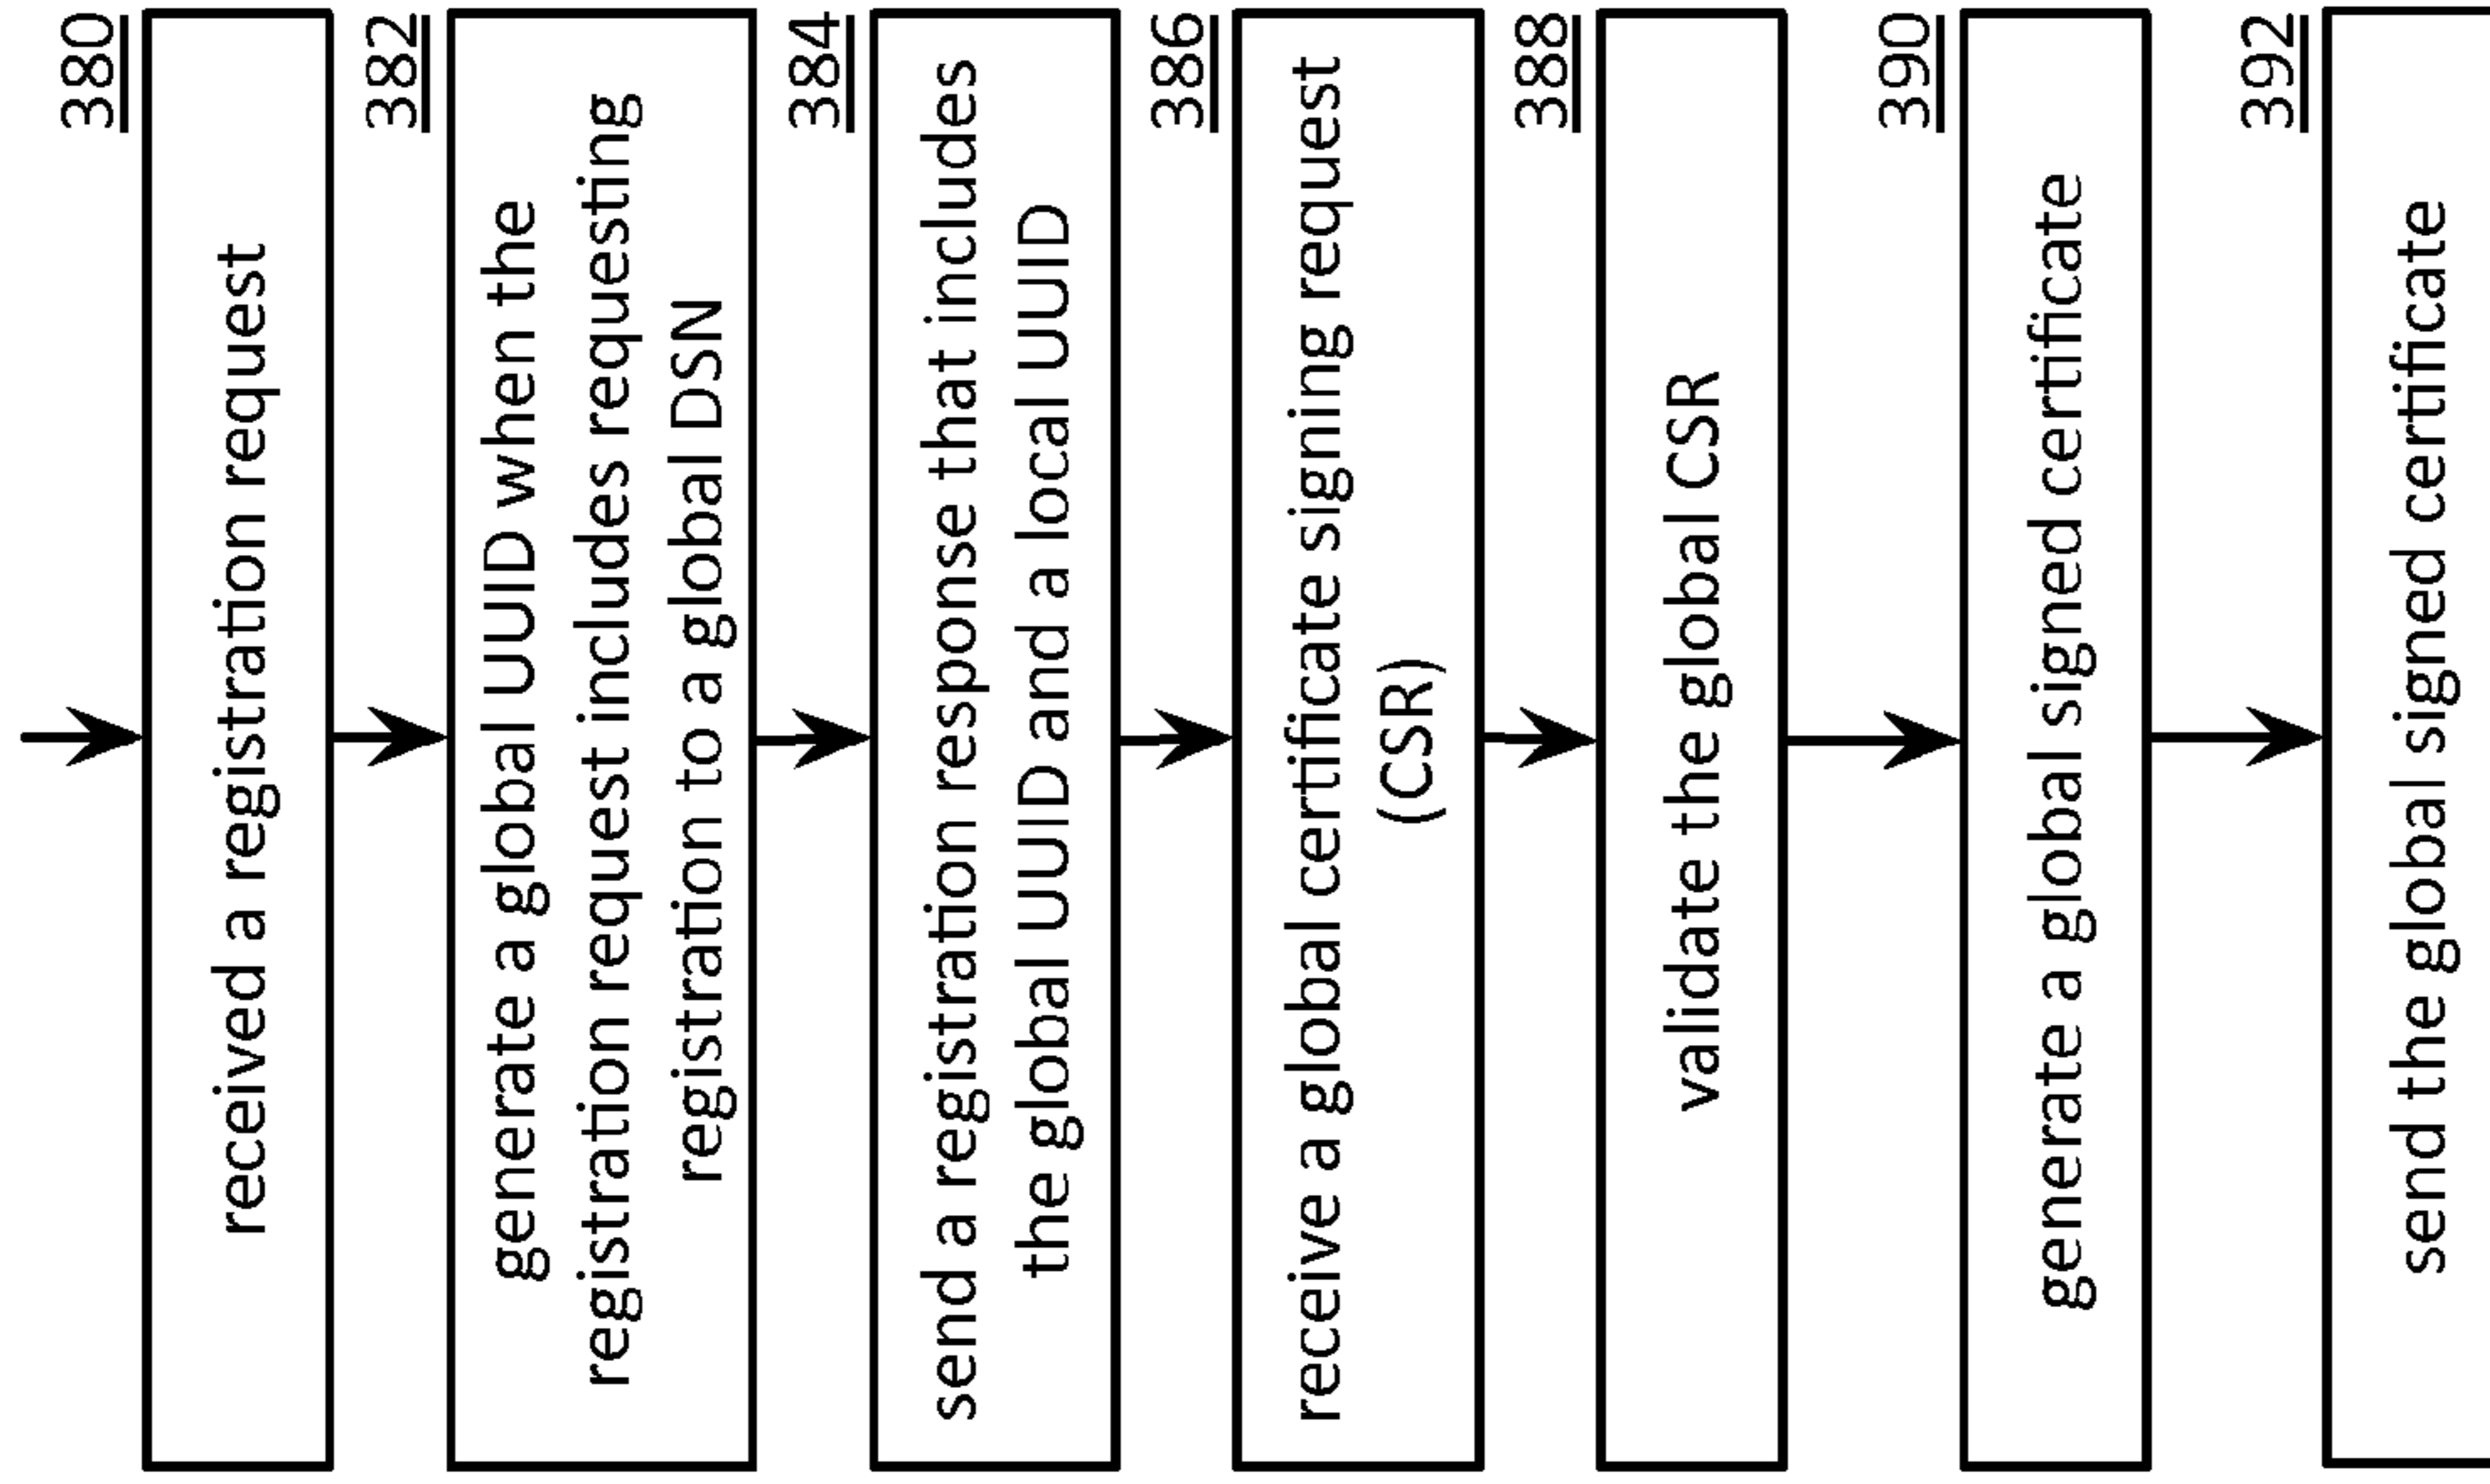 380
received a registration request
382
generate a global UUID when the
registration request includes requesting
registration to a global DSN
384
send a registration response that includes
the global UUID and a local UUID
386
receive a global certificate signing request
(CSR)
388
validate the global CSR
390
generate a global signed certificate
392
send the global signed certificate